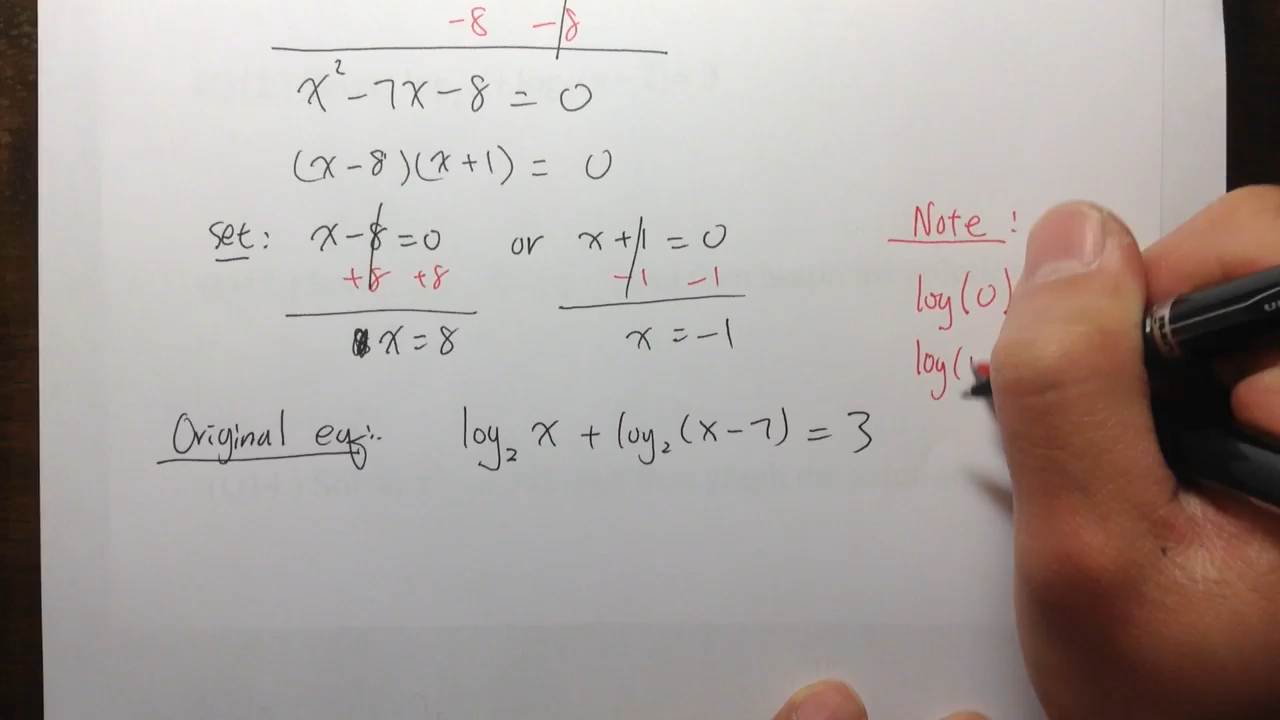 -8 -8
x² - 7x - 8 = 0
(x - 8)(x + 1) = 0
set: x - 8 = 0 or x + 1 = 0
+8 +8 -1 -1
x = 8 x = -1
Note:
log(0)
log(
Original eq: log₂ x + log₂ (x - 7) = 3